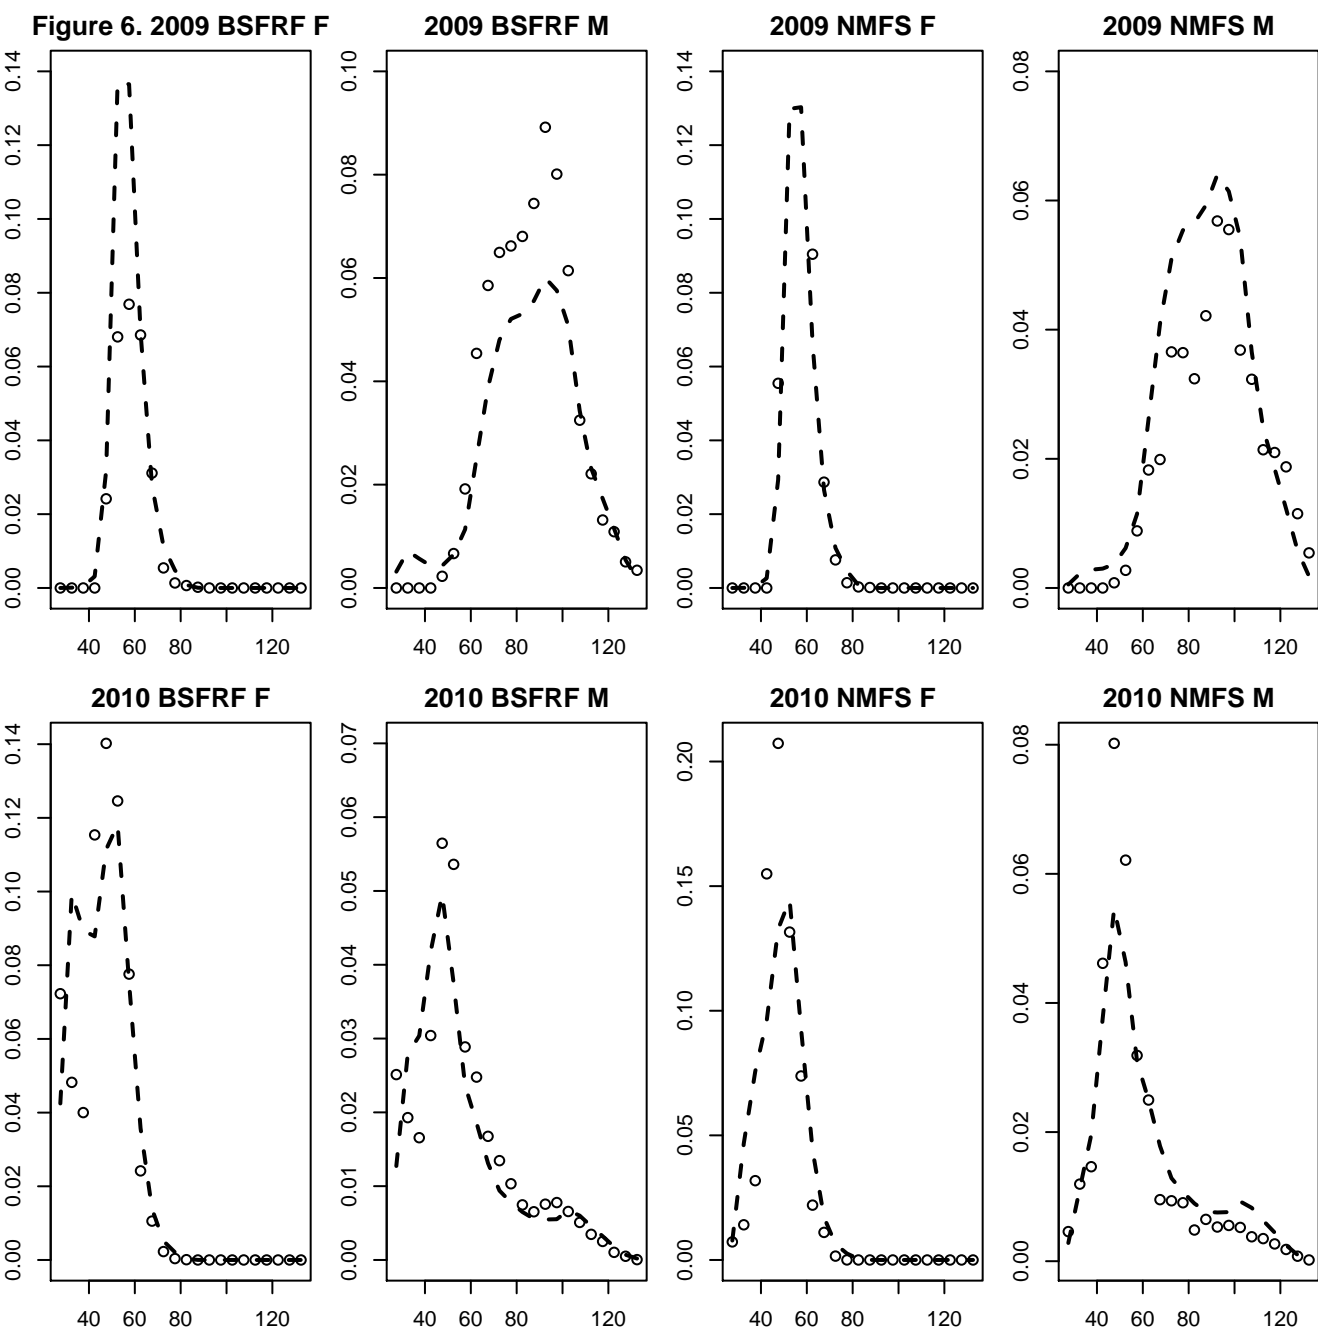 Figure 6. 2009 BSFRF F
0.00 0.02 0.04 0.06 0.08 0.10 0.12 0.14
40 60 80 120
2009 BSFRF M
0.00 0.02 0.04 0.06 0.08 0.10
40 60 80 120
2009 NMFS F
0.00 0.02 0.04 0.06 0.08 0.10 0.12 0.14
40 60 80 120
2009 NMFS M
0.00 0.02 0.04 0.06 0.08
40 60 80 120
2010 BSFRF F
0.00 0.02 0.04 0.06 0.08 0.10 0.12 0.14
40 60 80 120
2010 BSFRF M
0.00 0.01 0.02 0.03 0.04 0.05 0.06 0.07
40 60 80 120
2010 NMFS F
0.00 0.05 0.10 0.15 0.20
40 60 80 120
2010 NMFS M
0.00 0.02 0.04 0.06 0.08
40 60 80 120